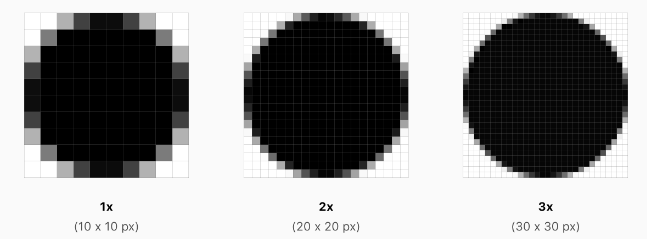 1x
(10 x 10 px)
2x
(20 x 20 px)
3x
(30 x 30 px)